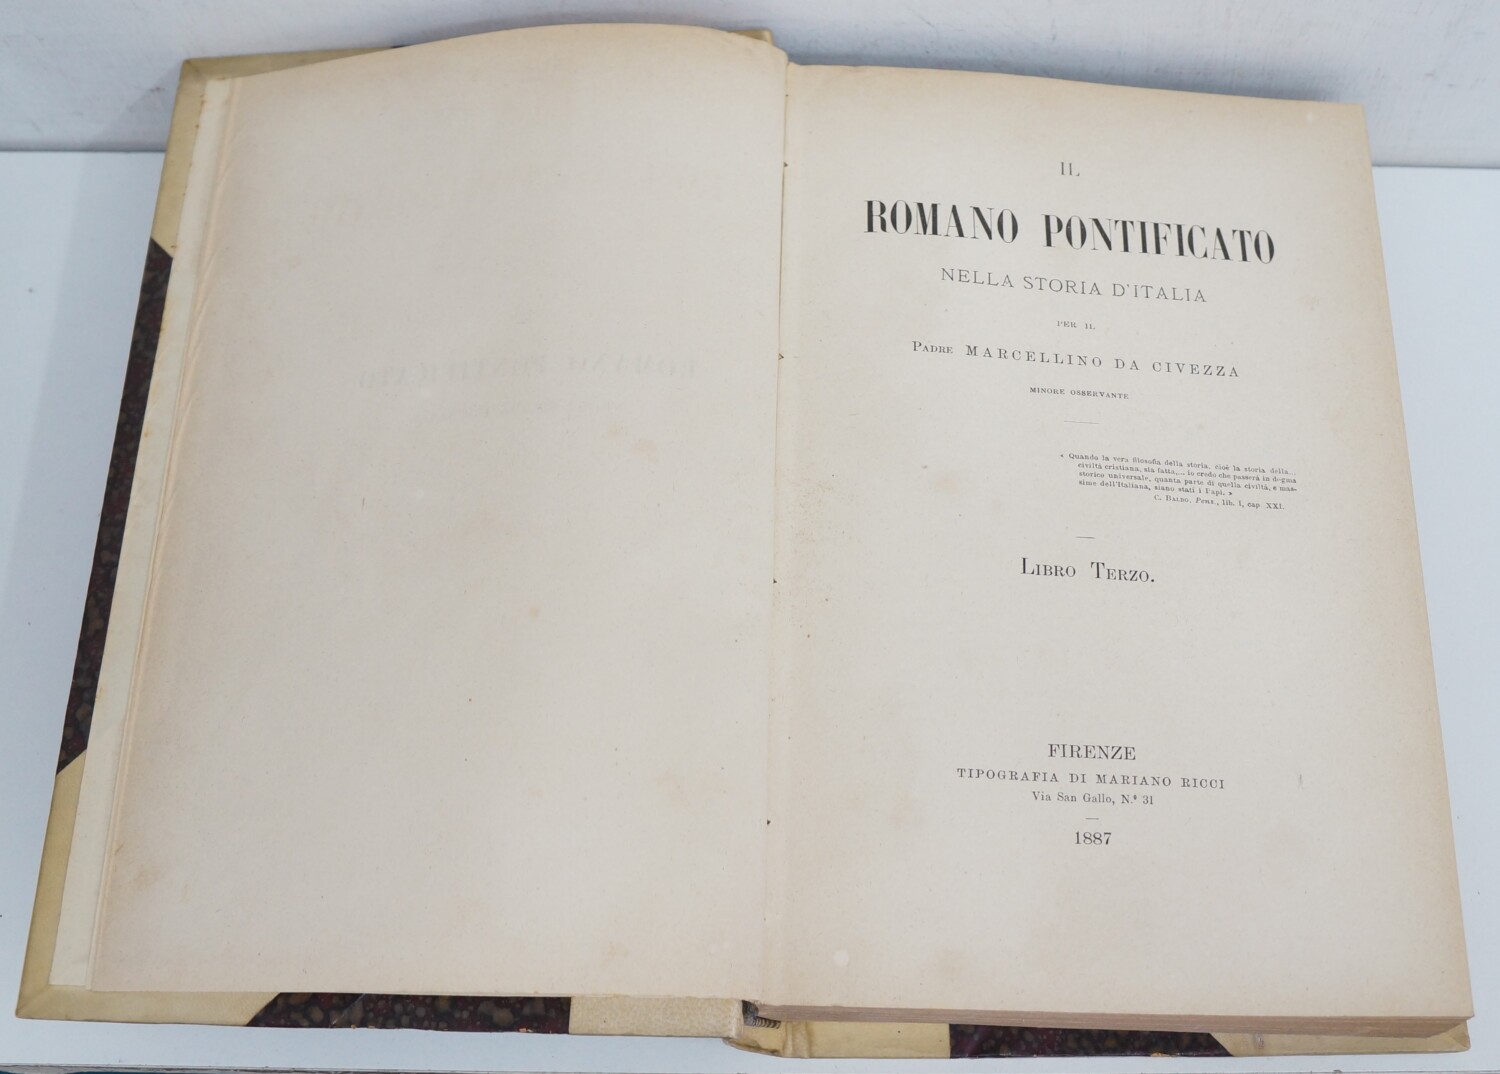 IL
ROMANO PONTIFICATO
NELLA STORIA D'ITALIA
PER IL
PADRE MARCELLINO DA CIVEZZA
MINORE OSSERVANTE
« Quando la vera filosofia della storia, cioè la storia della...
civiltà cristiana, sia fatta,... io credo che passerà in dogma
storico universale, quanta parte di quella civiltà, e mas-
sime dell'Italiana, siano stati i Papi. »
C. BALBO. Pens., lib. I, cap. XXI.
LIBRO TERZO.
FIRENZE
TIPOGRAFIA DI MARIANO RICCI
Via San Gallo, N.º 31
1887
ROMANO PONTIFICATO